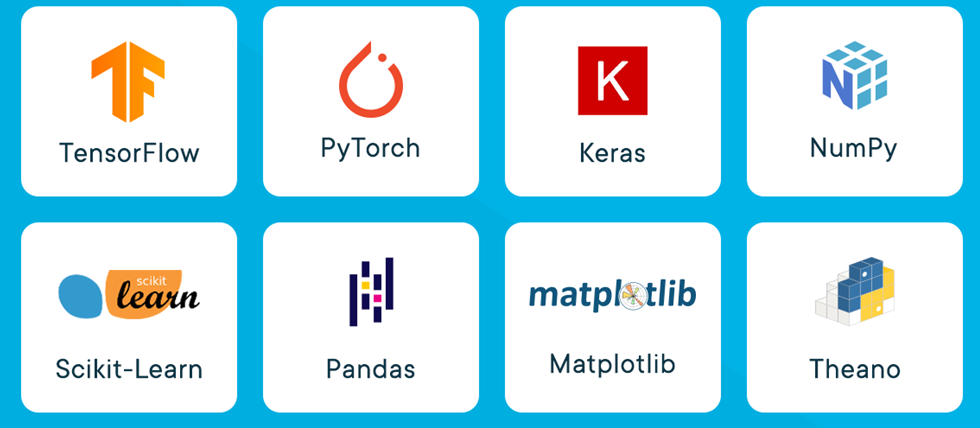 TensorFlow
PyTorch
K
Keras
N
NumPy
scikit
learn
Scikit-Learn
Pandas
matplotlib
Matplotlib
Theano